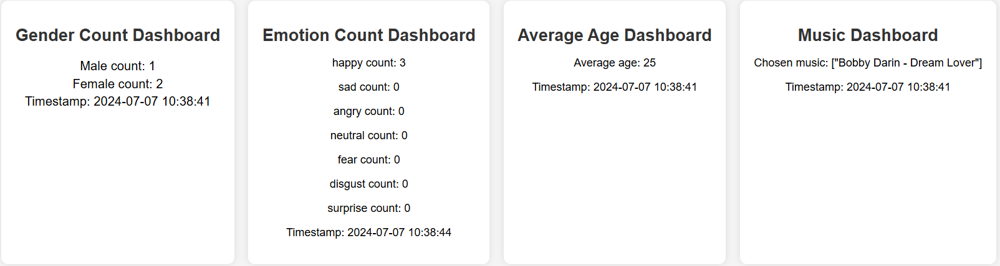 Gender Count Dashboard
Male count: 1
Female count: 2
Timestamp: 2024-07-07 10:38:41
Emotion Count Dashboard
happy count: 3
sad count: 0
angry count: 0
neutral count: 0
fear count: 0
disgust count: 0
surprise count: 0
Timestamp: 2024-07-07 10:38:44
Average Age Dashboard
Average age: 25
Timestamp: 2024-07-07 10:38:41
Music Dashboard
Chosen music: ["Bobby Darin - Dream Lover"]
Timestamp: 2024-07-07 10:38:41